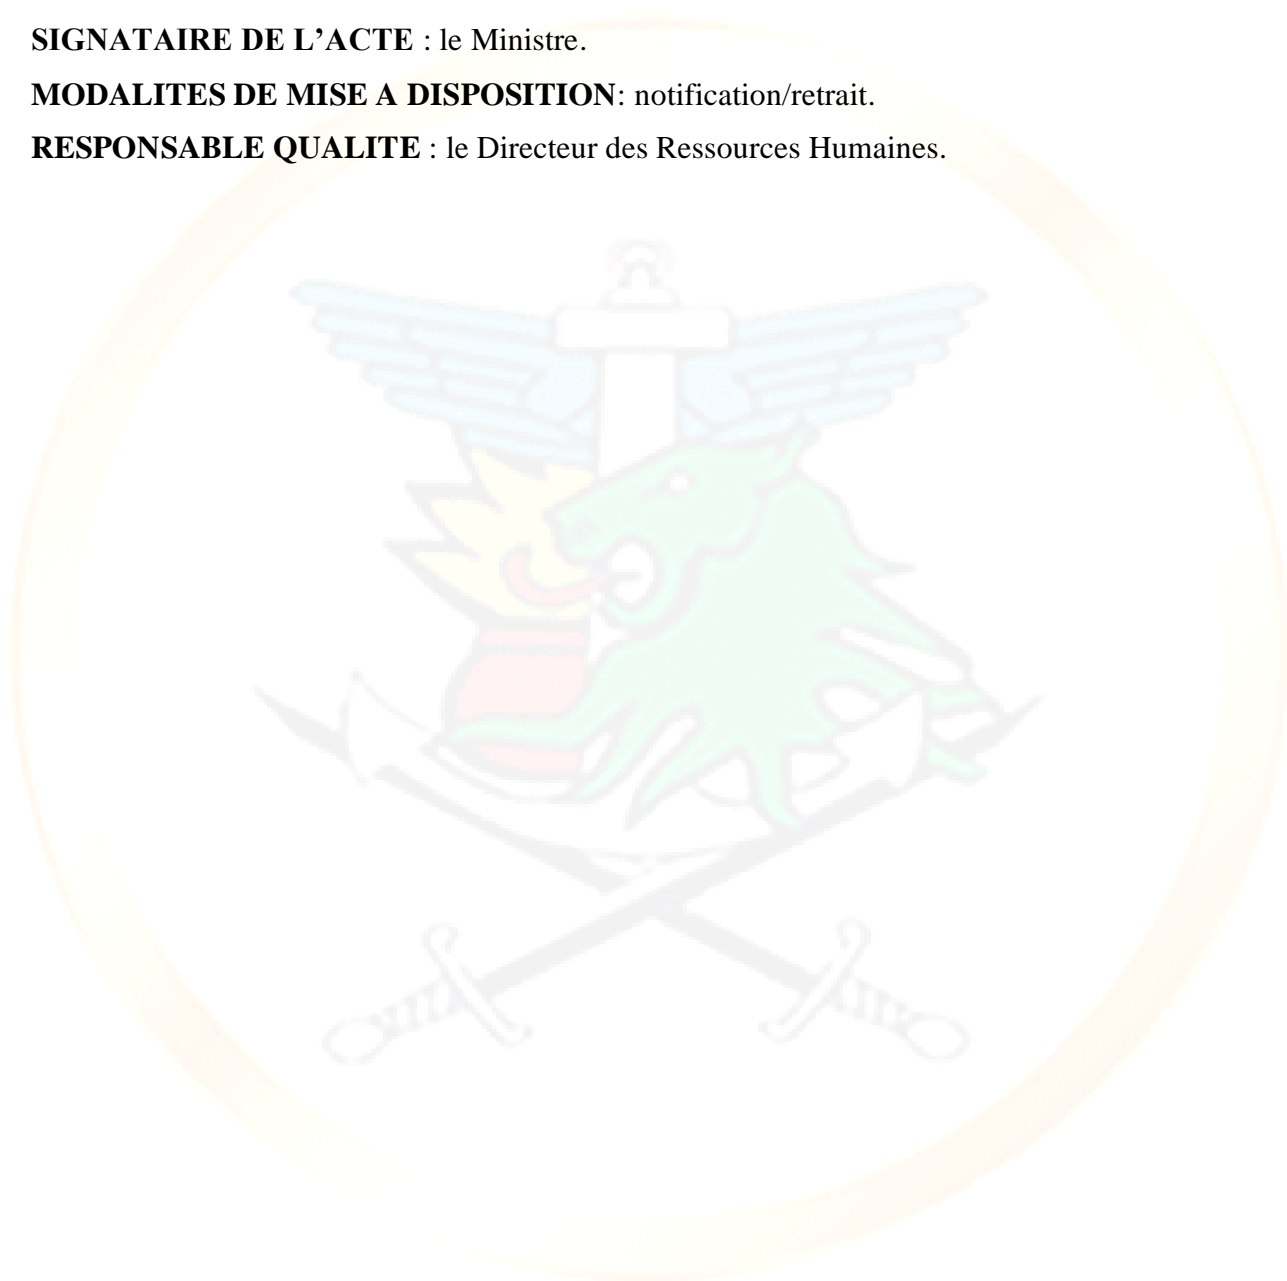 SIGNATAIRE DE L’ACTE : le Ministre.
MODALITES DE MISE A DISPOSITION: notification/retrait.
RESPONSABLE QUALITE : le Directeur des Ressources Humaines.